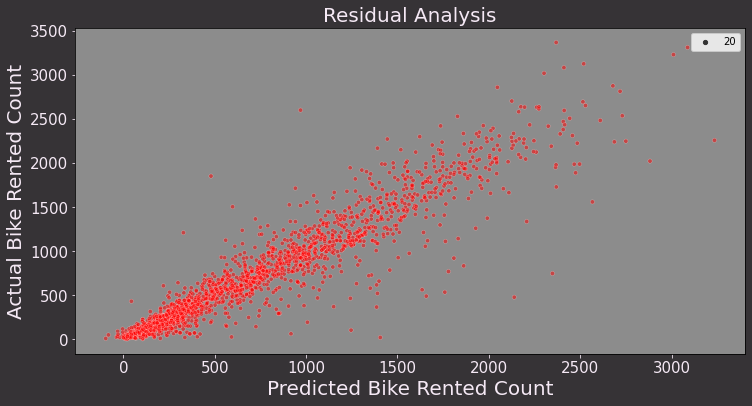 Residual Analysis
20
Actual Bike Rented Count
3500
3000
2500
2000
1500
1000
500
0
0 500 1000 1500 2000 2500 3000
Predicted Bike Rented Count